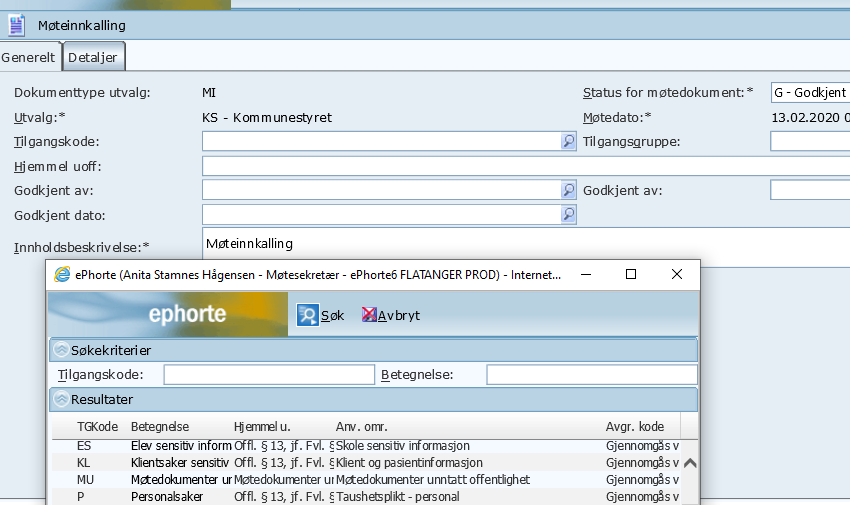 Møteinnkalling
Generelt Detaljer
Dokumenttype utvalg: MI Status for møtedokument:* G - Godkjent
Utvalg:* KS - Kommunestyret Møtedato:* 13.02.2020 0
Tilgangskode: Tilgangsgruppe:
Hjemmel uoff:
Godkjent av: Godkjent av:
Godkjent dato:
Innholdsbeskrivelse:* Møteinnkalling
ePhorte (Anita Stamnes Hågensen - Møtesekretær - ePhorte6 FLATANGER PROD) - Internet...
ephorte Søk Avbryt
Søkekriterier
Tilgangskode: Betegnelse:
Resultater
TGKode Betegnelse Hjemmel u. Anv. omr. Avgr. kode
ES Elev sensitiv inform Offl. § 13, jf. Fvl. § Skole sensitiv informasjon Gjennomgås v
KL Klientsaker sensitiv Offl. § 13, jf. Fvl. § Klient og pasientinformasjon Gjennomgås v
MU Møtedokumenter ur Møtedokumenter un Møtedokumenter unntatt offentlighet Gjennomgås v
P Personalsaker Offl. § 13, jf. Fvl. § Taushetsplikt - personal Gjennomgås v